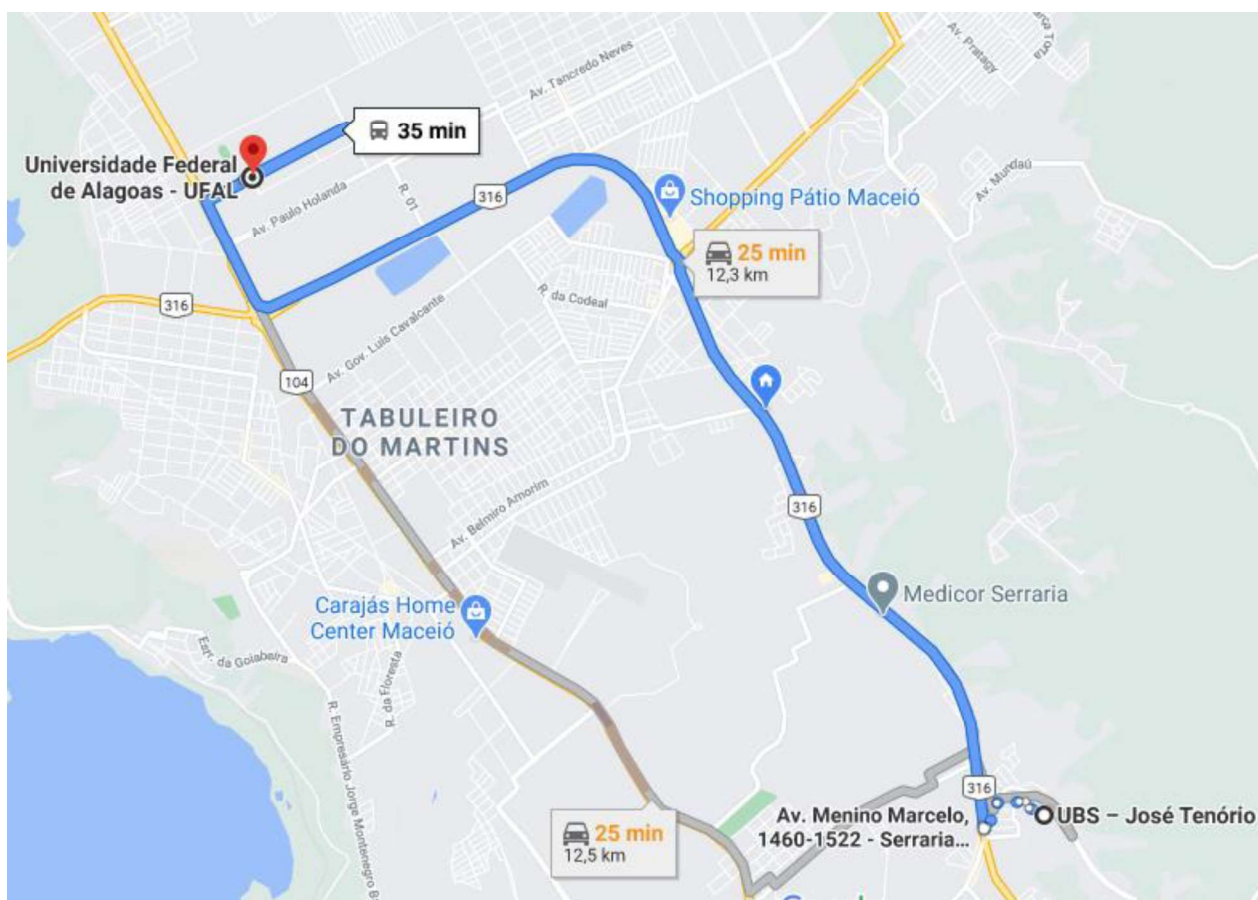 Av. Pratagy
Av. Tancredo Neves
35 min
Universidade Federal
de Alagoas - UFAL
Av. Paulo Holanda
R. 01
316
Shopping Pátio Maceió
Av. Mundaú
25 min
12,3 km
R. da Codeal
316
Av. Gov. Luís Cavalcante
104
TABULEIRO
DO MARTINS
Av. Belmiro Amorim
316
Medicor Serraria
Carajás Home
Center Maceió
Estr. da Goiabeira
R. da Floresta
R. Empresário Jorge Montenegro B
316
Av. Menino Marcelo,
1460-1522 - Serraria...
UBS – José Tenório
25 min
12,5 km